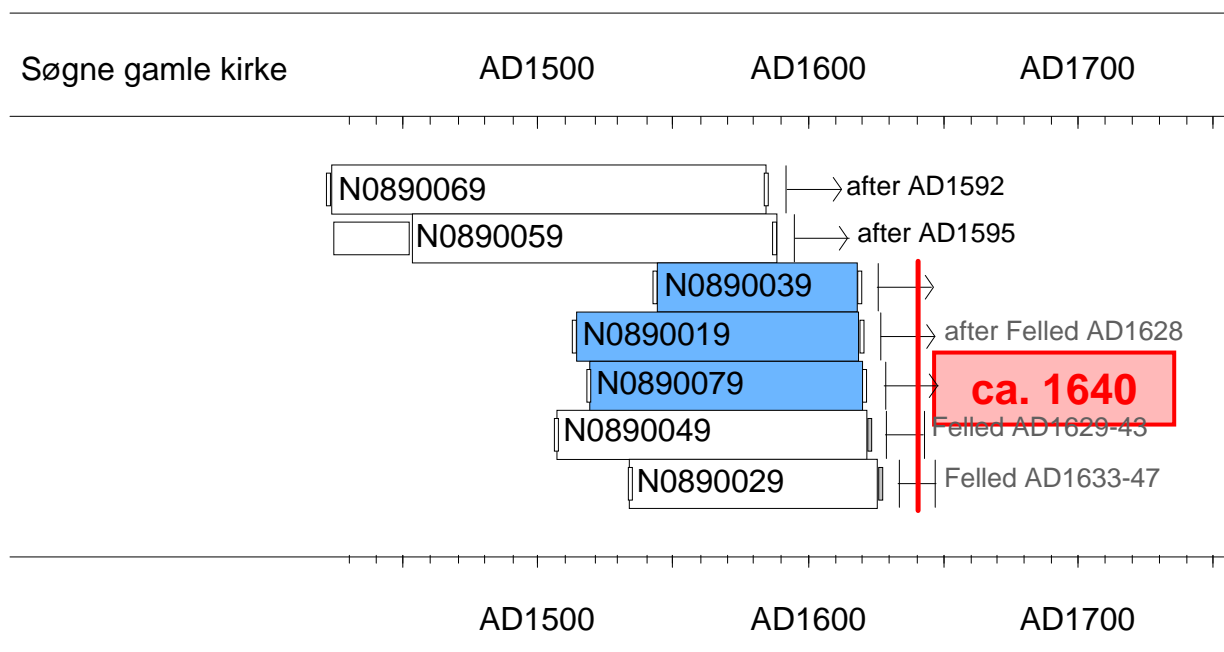 Søgne gamle kirke AD1500 AD1600 AD1700
N0890069 after AD1592
N0890059 after AD1595
N0890039
N0890019 after Felled AD1628
N0890079 ca. 1640
N0890049 Felled AD1629-43
N0890029 Felled AD1633-47
AD1500 AD1600 AD1700